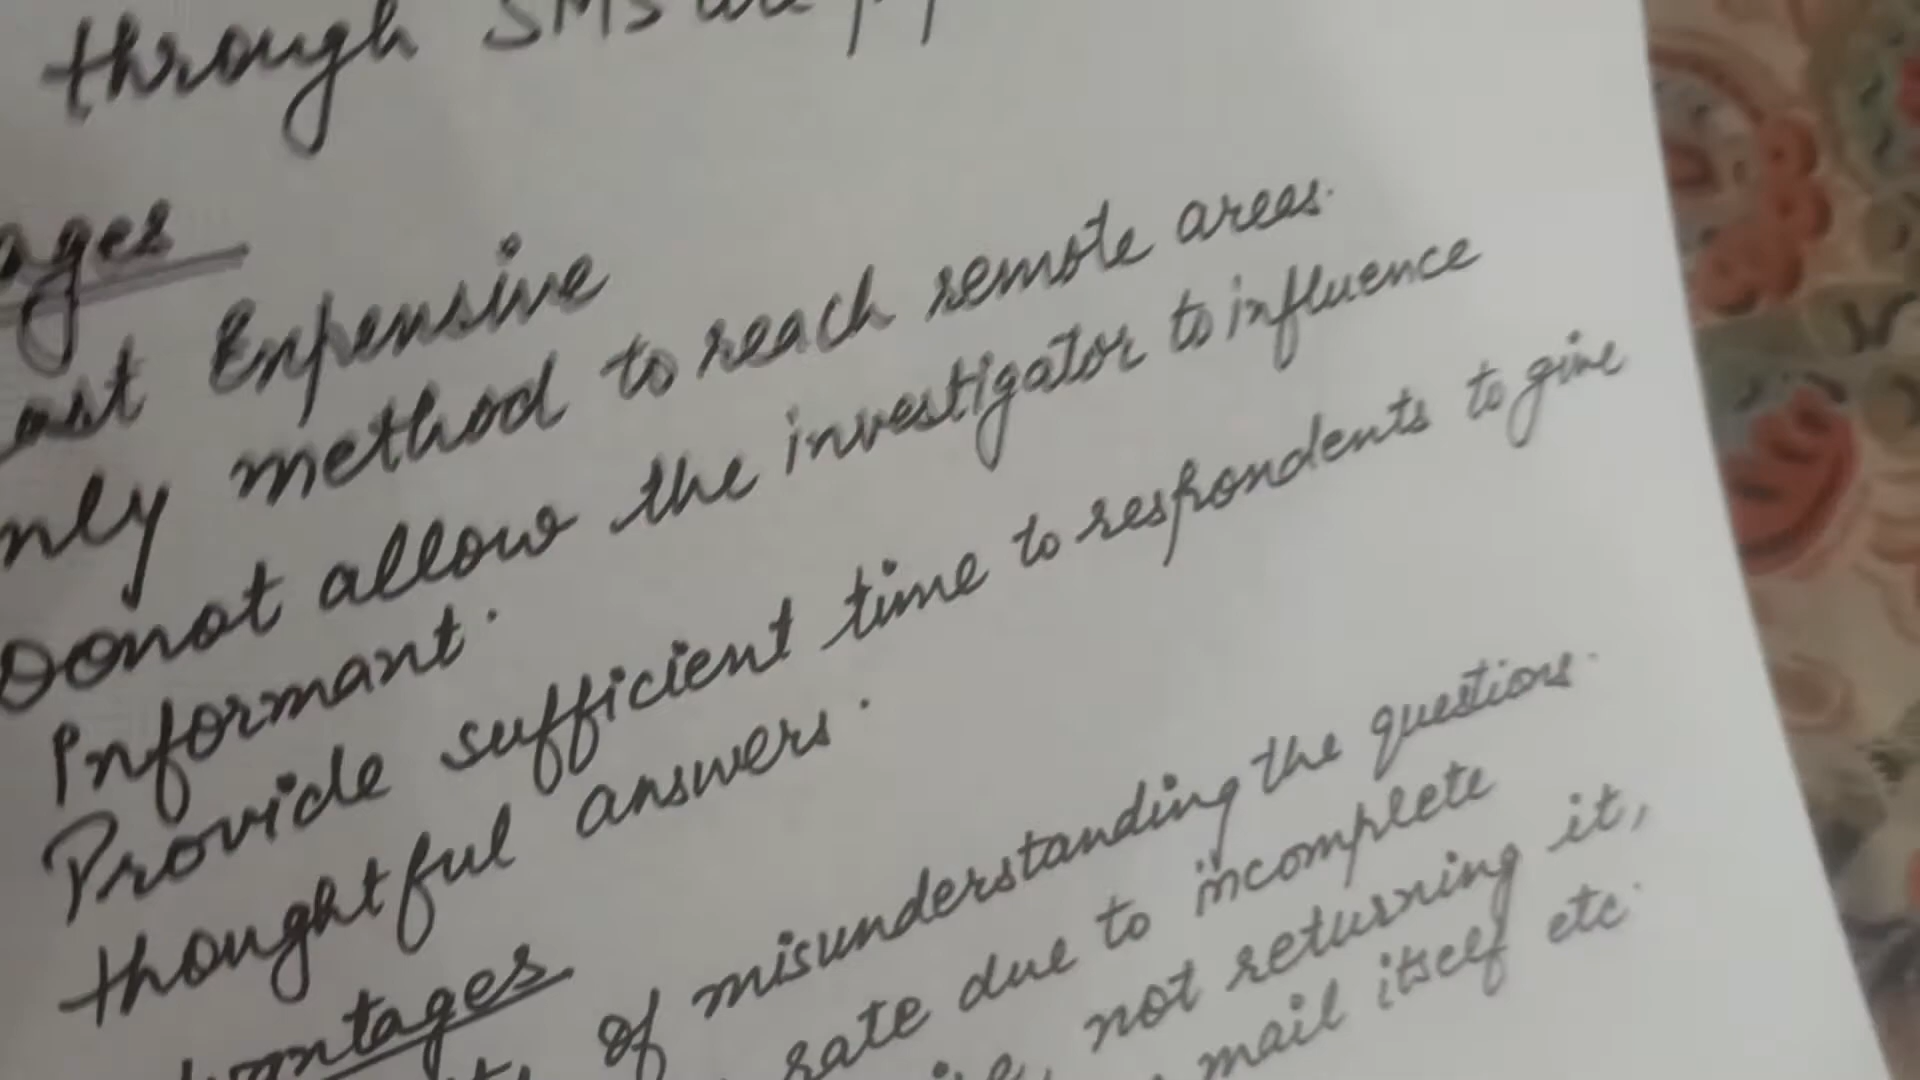 through SMS
ages
ast Expensive
nly method to reach remote areas.
Donot allow the investigator to influence
Informant.
Provide sufficient time to respondents to give
thoughtful answers.
vantages
of misunderstanding the questions.
rate due to incomplete
not returning it,
mail itself etc.